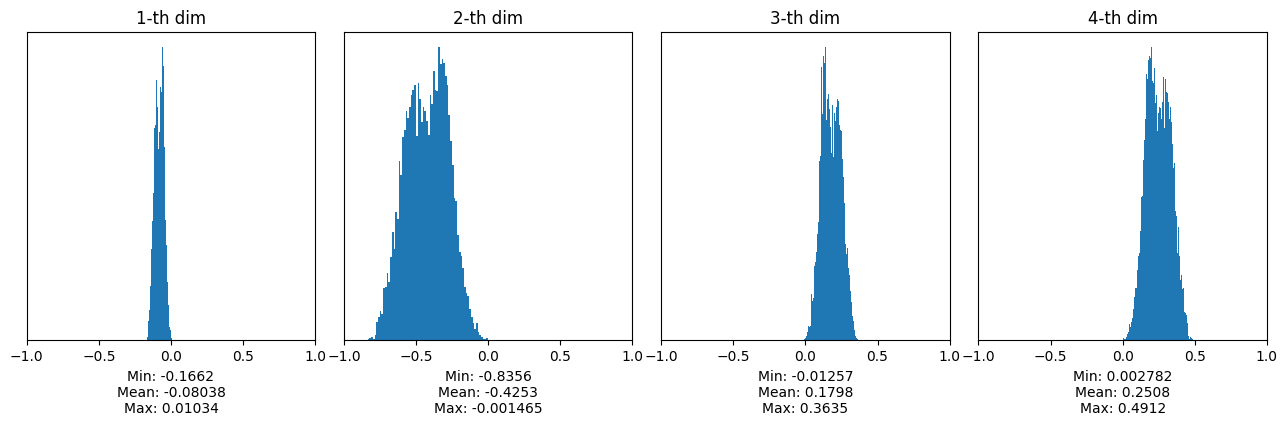 1-th dim 2-th dim 3-th dim 4-th dim
−1.0 −0.5 0.0 0.5 1.0 −1.0 −0.5 0.0 0.5 1.0 −1.0 −0.5 0.0 0.5 1.0 −1.0 −0.5 0.0 0.5 1.0
Min: -0.1662 Min: -0.8356 Min: -0.01257 Min: 0.002782
Mean: -0.08038 Mean: -0.4253 Mean: 0.1798 Mean: 0.2508
Max: 0.01034 Max: -0.001465 Max: 0.3635 Max: 0.4912